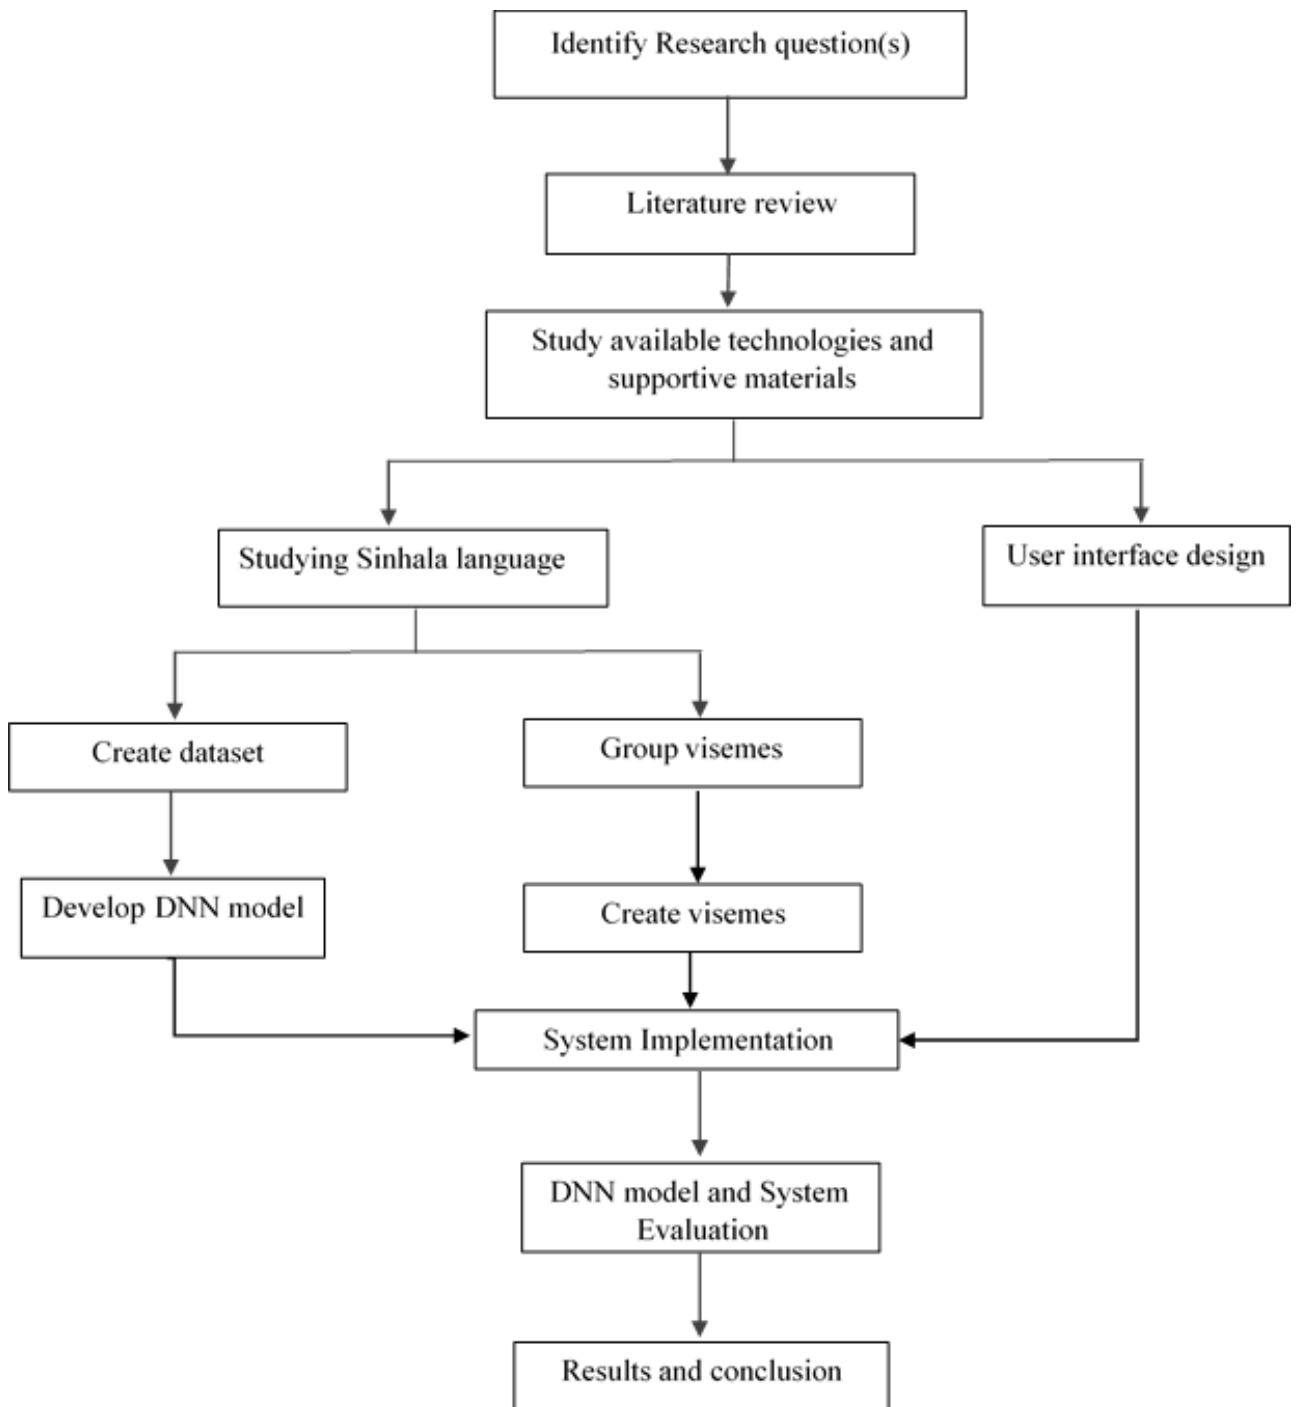 Identify Research question(s)
Literature review
Study available technologies and
supportive materials
Studying Sinhala language
User interface design
Create dataset
Group visemes
Develop DNN model
Create visemes
System Implementation
DNN model and System
Evaluation
Results and conclusion